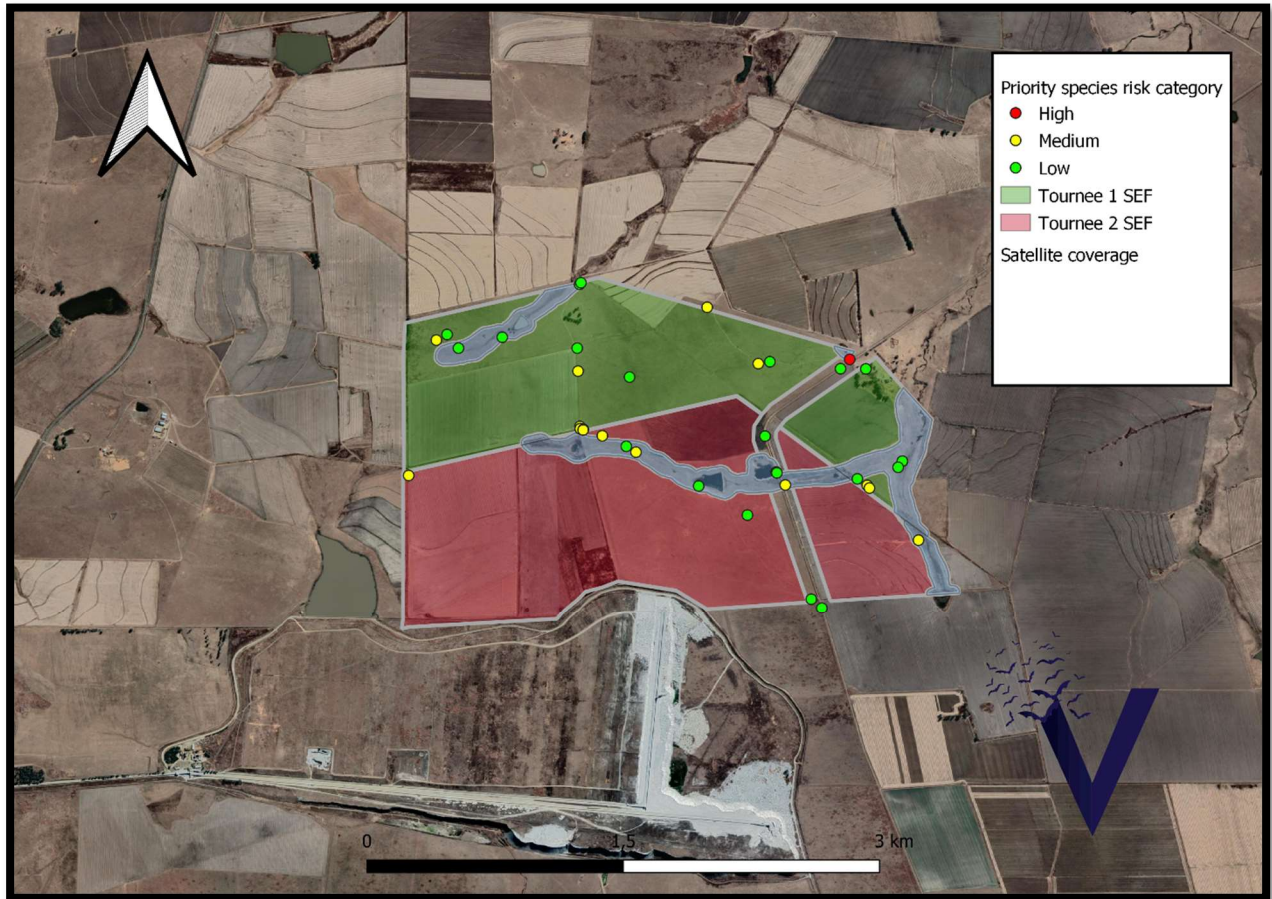 Priority species risk category
High
Medium
Low
Tournee 1 SEF
Tournee 2 SEF
Satellite coverage
0 1,5 3 km